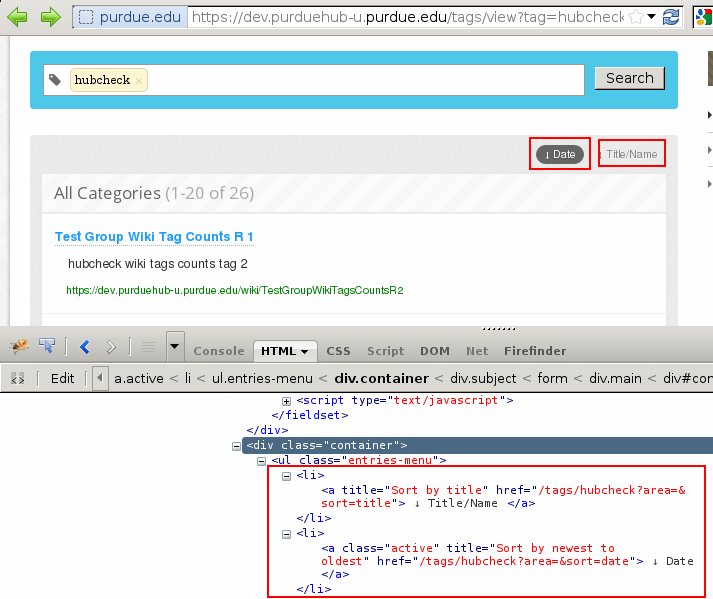 purdue.edu https://dev.purduehub-u.purdue.edu/tags/view?tag=hubcheck
hubcheck × Search
↓ Date ↓ Title/Name
All Categories (1-20 of 26)
Test Group Wiki Tag Counts R 1
hubcheck wiki tags counts tag 2
https://dev.purduehub-u.purdue.edu/wiki/TestGroupWikiTagsCountsR2
Console HTML CSS Script DOM Net Firefinder
Edit a.active < li < ul.entries-menu < div.container < div.subject < form < div.main < div#con
<script type="text/javascript">
</fieldset>
</div>
<div class="container">
<ul class="entries-menu">
<li>
<a title="Sort by title" href="/tags/hubcheck?area=&
sort=title"> ↓ Title/Name </a>
</li>
<li>
<a class="active" title="Sort by newest to
oldest" href="/tags/hubcheck?area=&sort=date"> ↓ Date
</a>
</li>